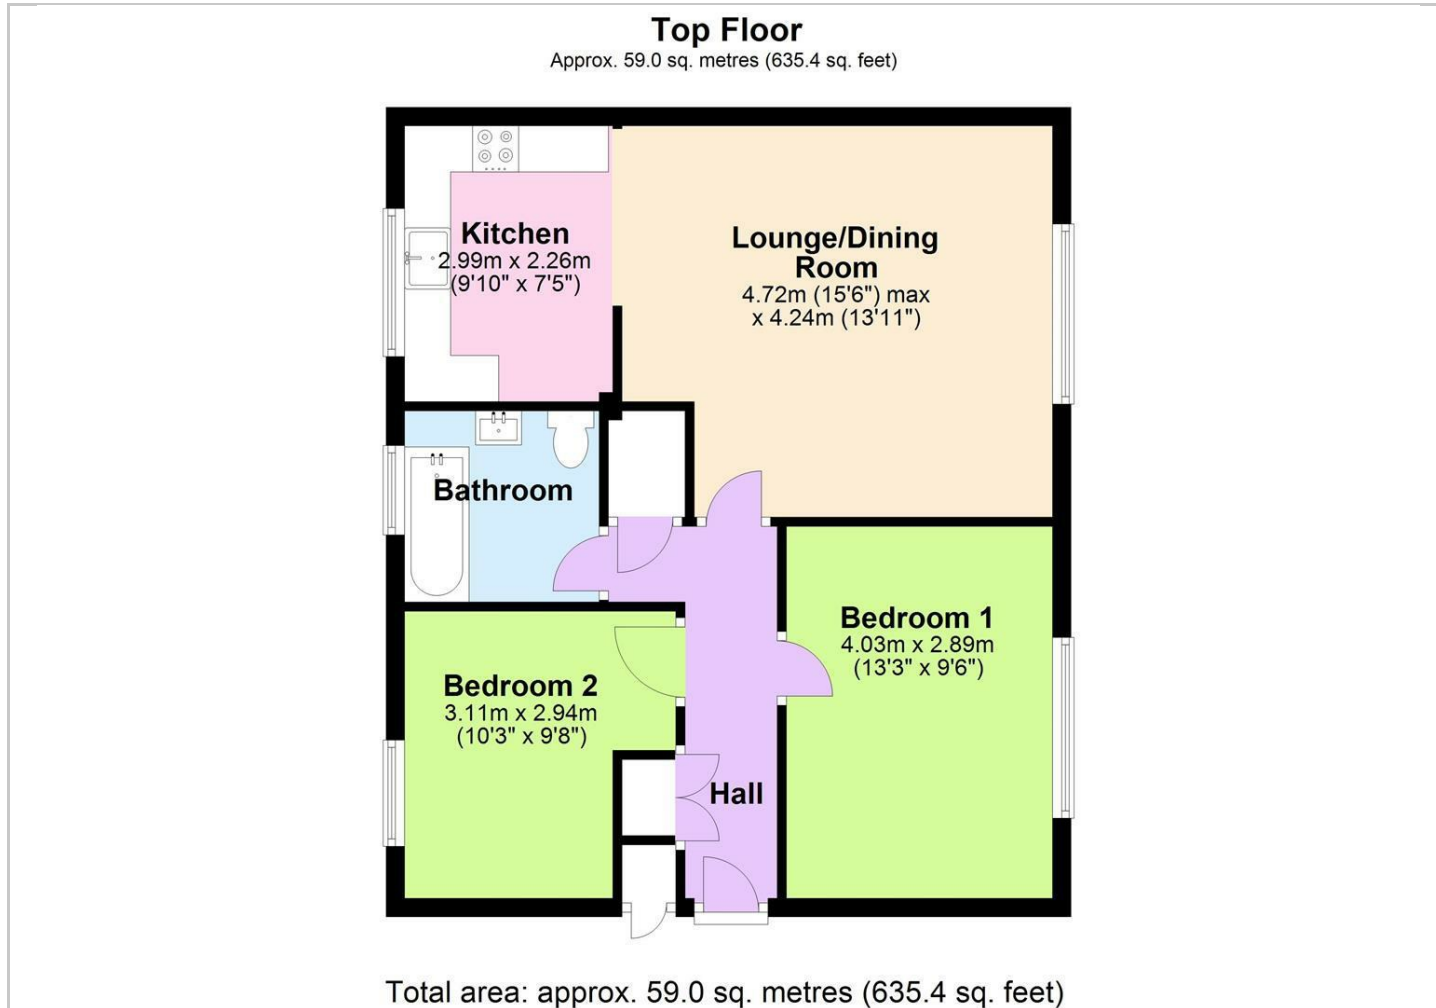 Top Floor
Approx. 59.0 sq. metres (635.4 sq. feet)
Kitchen
2.99m x 2.26m
(9'10" x 7'5")
Lounge/Dining
Room
4.72m (15'6") max
x 4.24m (13'11")
Bathroom
Bedroom 1
4.03m x 2.89m
(13'3" x 9'6")
Bedroom 2
3.11m x 2.94m
(10'3" x 9'8")
Hall
Total area: approx. 59.0 sq. metres (635.4 sq. feet)